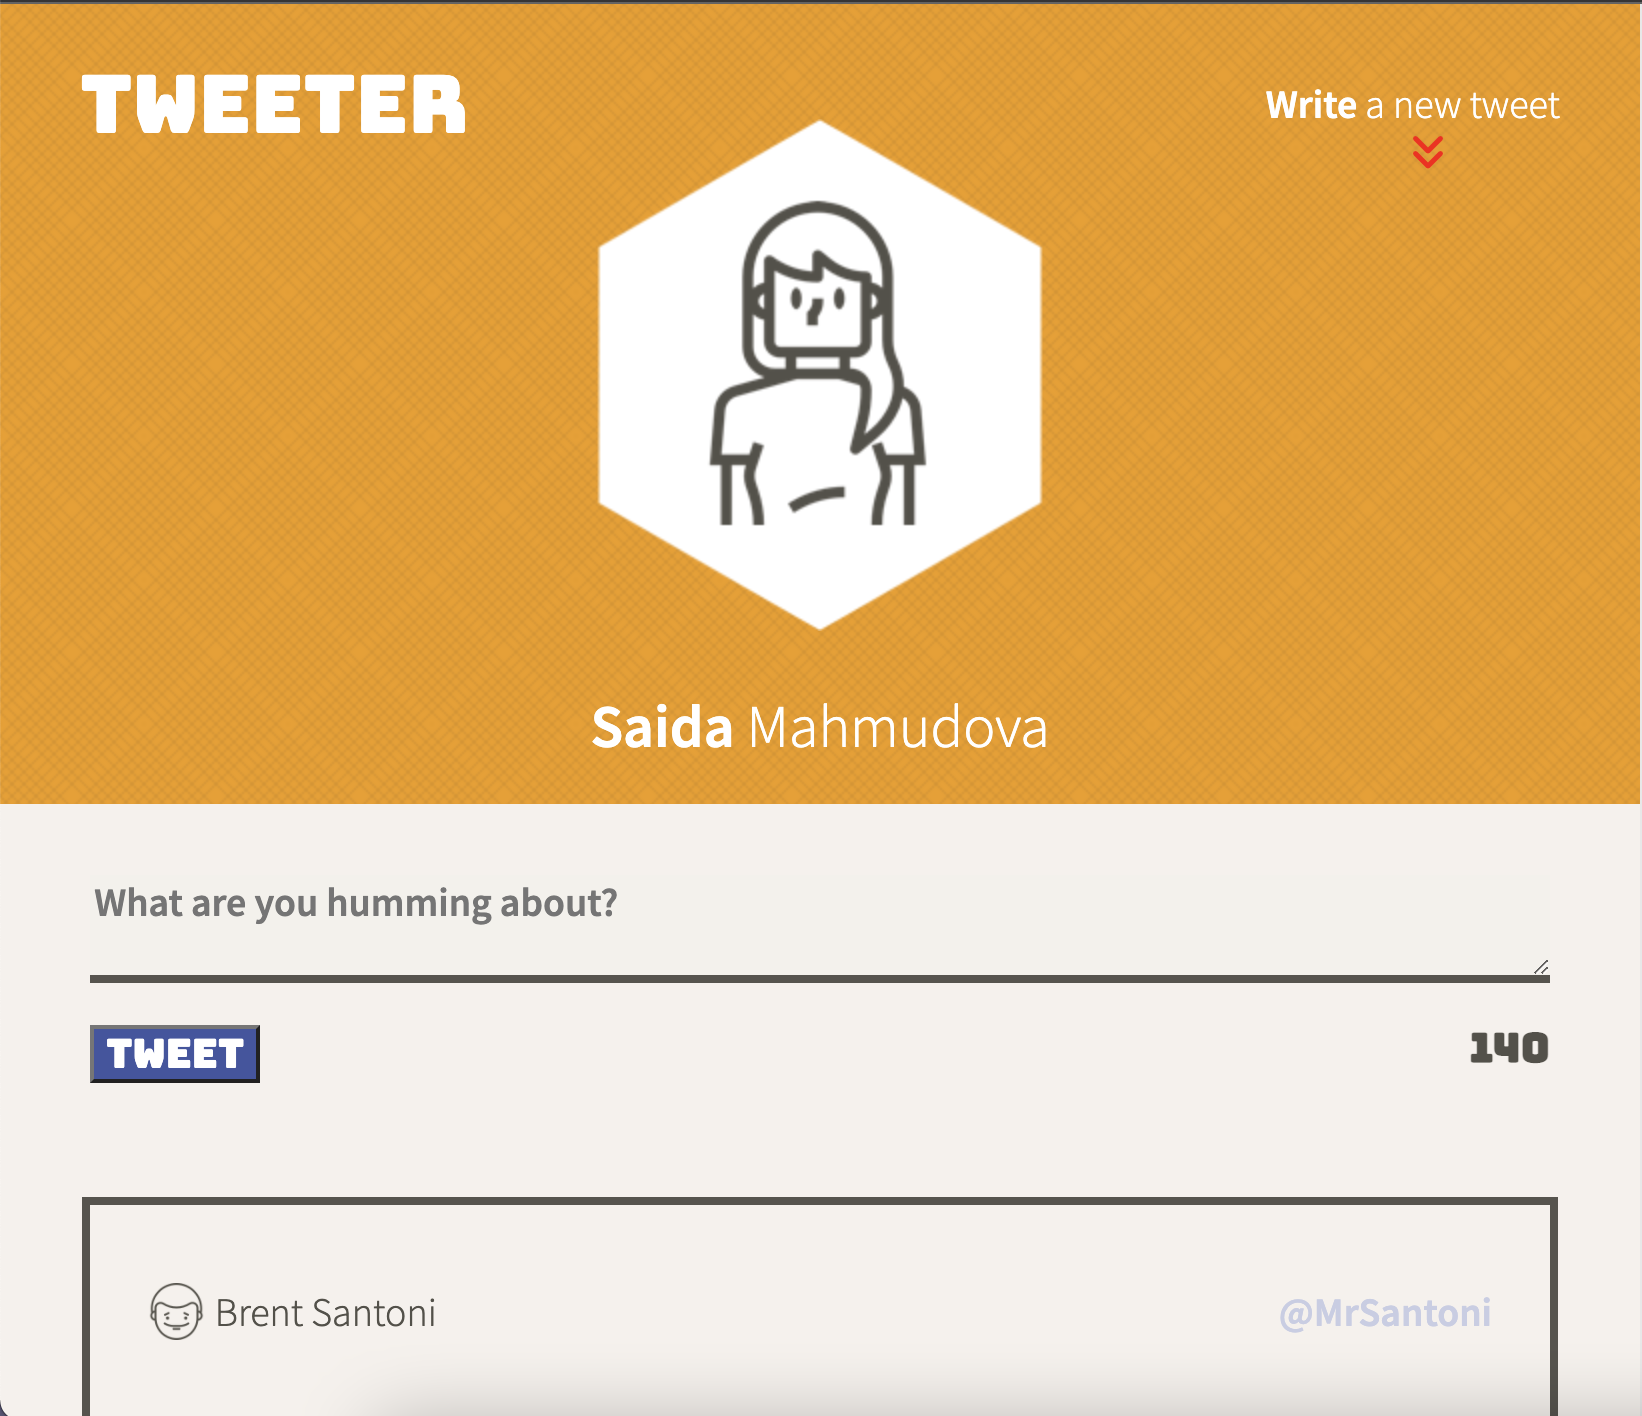 TWEETER
Write a new tweet
Saida Mahmudova
What are you humming about?
TWEET
140
Brent Santoni
@MrSantoni